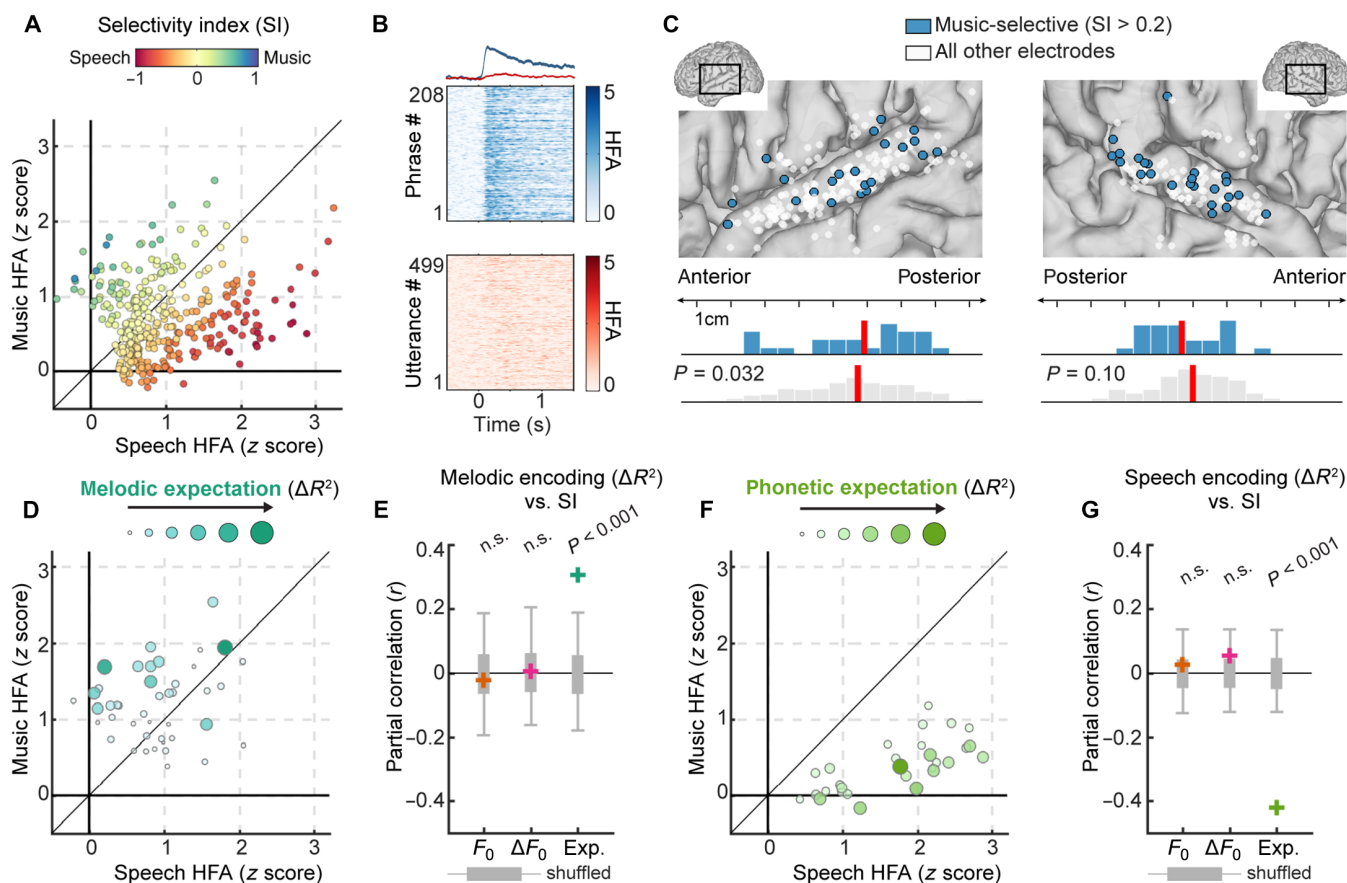 A
Selectivity index (SI)
Speech
Music
−1
0
1
Music HFA (z score)
3
2
1
0
0
1
2
3
Speech HFA (z score)
B
208
Phrase #
1
5
HFA
0
499
Utterance #
1
5
HFA
0
0
1
Time (s)
C
Music-selective (SI > 0.2)
All other electrodes
Anterior
Posterior
1cm
P = 0.032
Posterior
Anterior
P = 0.10
D
Melodic expectation (ΔR²)
Music HFA (z score)
3
2
1
0
0
1
2
3
Speech HFA (z score)
E
Melodic encoding (ΔR²)
vs. SI
Partial correlation (r)
0.4
0.2
0
−0.2
−0.4
n.s.
n.s.
P < 0.001
F₀
ΔF₀
Exp.
shuffled
F
Phonetic expectation (ΔR²)
Music HFA (z score)
3
2
1
0
0
1
2
3
Speech HFA (z score)
G
Speech encoding (ΔR²)
vs. SI
Partial correlation (r)
0.4
0.2
0
−0.2
−0.4
n.s.
n.s.
P < 0.001
F₀
ΔF₀
Exp.
shuffled